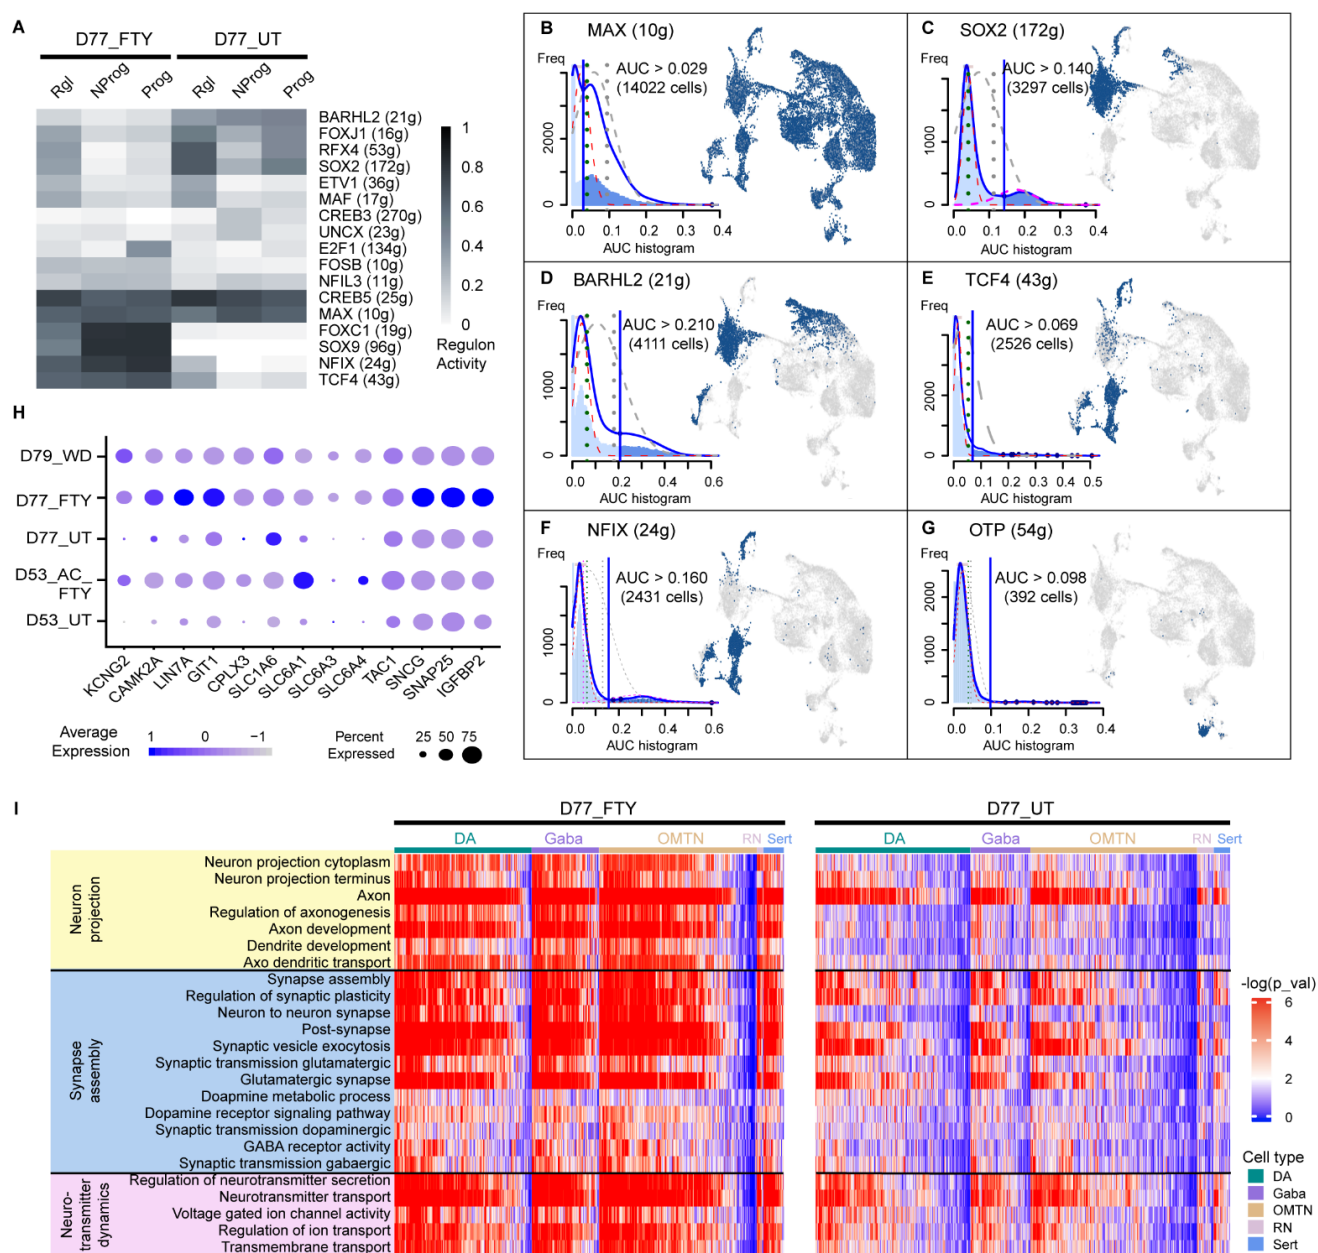 A
D77_FTY
D77_UT
Rgl
NProg
Prog
Rgl
NProg
Prog
BARHL2 (21g)
FOXJ1 (16g)
RFX4 (53g)
SOX2 (172g)
ETV1 (36g)
MAF (17g)
CREB3 (270g)
UNCX (23g)
E2F1 (134g)
FOSB (10g)
NFIL3 (11g)
CREB5 (25g)
MAX (10g)
FOXC1 (19g)
SOX9 (96g)
NFIX (24g)
TCF4 (43g)
1
0.8
0.6
0.4
0.2
0
Regulon
Activity
B
MAX (10g)
Freq
AUC > 0.029
(14022 cells)
2000
0
0.0 0.1 0.2 0.3 0.4
AUC histogram
C
SOX2 (172g)
Freq
AUC > 0.140
(3297 cells)
1000
0
0.0 0.1 0.2 0.3 0.4
AUC histogram
D
BARHL2 (21g)
Freq
AUC > 0.210
(4111 cells)
1000
0
0.0 0.2 0.4 0.6
AUC histogram
E
TCF4 (43g)
Freq
AUC > 0.069
(2526 cells)
4000
2000
0
0.0 0.1 0.2 0.3 0.4 0.5
AUC histogram
F
NFIX (24g)
Freq
AUC > 0.160
(2431 cells)
1000
0
0.0 0.2 0.4 0.6
AUC histogram
G
OTP (54g)
Freq
AUC > 0.098
(392 cells)
2000
1000
0
0.0 0.1 0.2 0.3 0.4
AUC histogram
H
D79_WD
D77_FTY
D77_UT
D53_AC_
FTY
D53_UT
KCNG2
CAMK2A
LIN7A
GIT1
CPLX3
SLC1A6
SLC6A1
SLC6A3
SLC6A4
TAC1
SNCG
SNAP25
IGFBP2
Average
Expression
1 0 −1
Percent
Expressed
25 50 75
I
D77_FTY
D77_UT
DA Gaba OMTN RN Sert
DA Gaba OMTN RN Sert
Neuron
projection
Neuron projection cytoplasm
Neuron projection terminus
Axon
Regulation of axonogenesis
Axon development
Dendrite development
Axo dendritic transport
Synapse
assembly
Synapse assembly
Regulation of synaptic plasticity
Neuron to neuron synapse
Post-synapse
Synaptic vesicle exocytosis
Synaptic transmission glutamatergic
Glutamatergic synapse
Doapmine metabolic process
Dopamine receptor signaling pathway
Synaptic transmission dopaminergic
GABA receptor activity
Synaptic transmission gabaergic
Neuro-
transmitter
dynamics
Regulation of neurotransmitter secretion
Neurotransmitter transport
Voltage gated ion channel activity
Regulation of ion transport
Transmembrane transport
-log(p_val)
6
4
2
0
Cell type
DA
Gaba
OMTN
RN
Sert